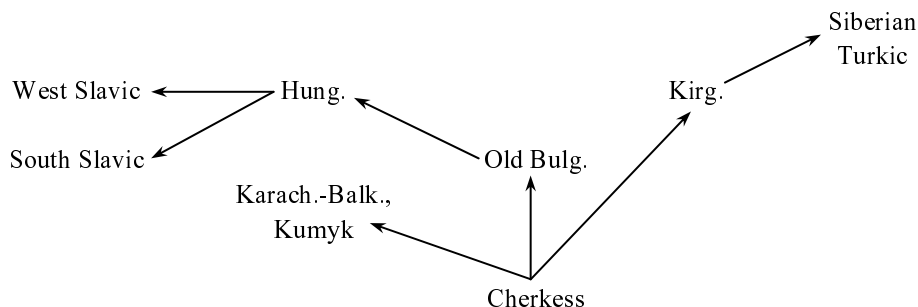 Siberian
Turkic
West Slavic
Hung.
Kirg.
South Slavic
Old Bulg.
Karach.-Balk.,
Kumyk
Cherkess